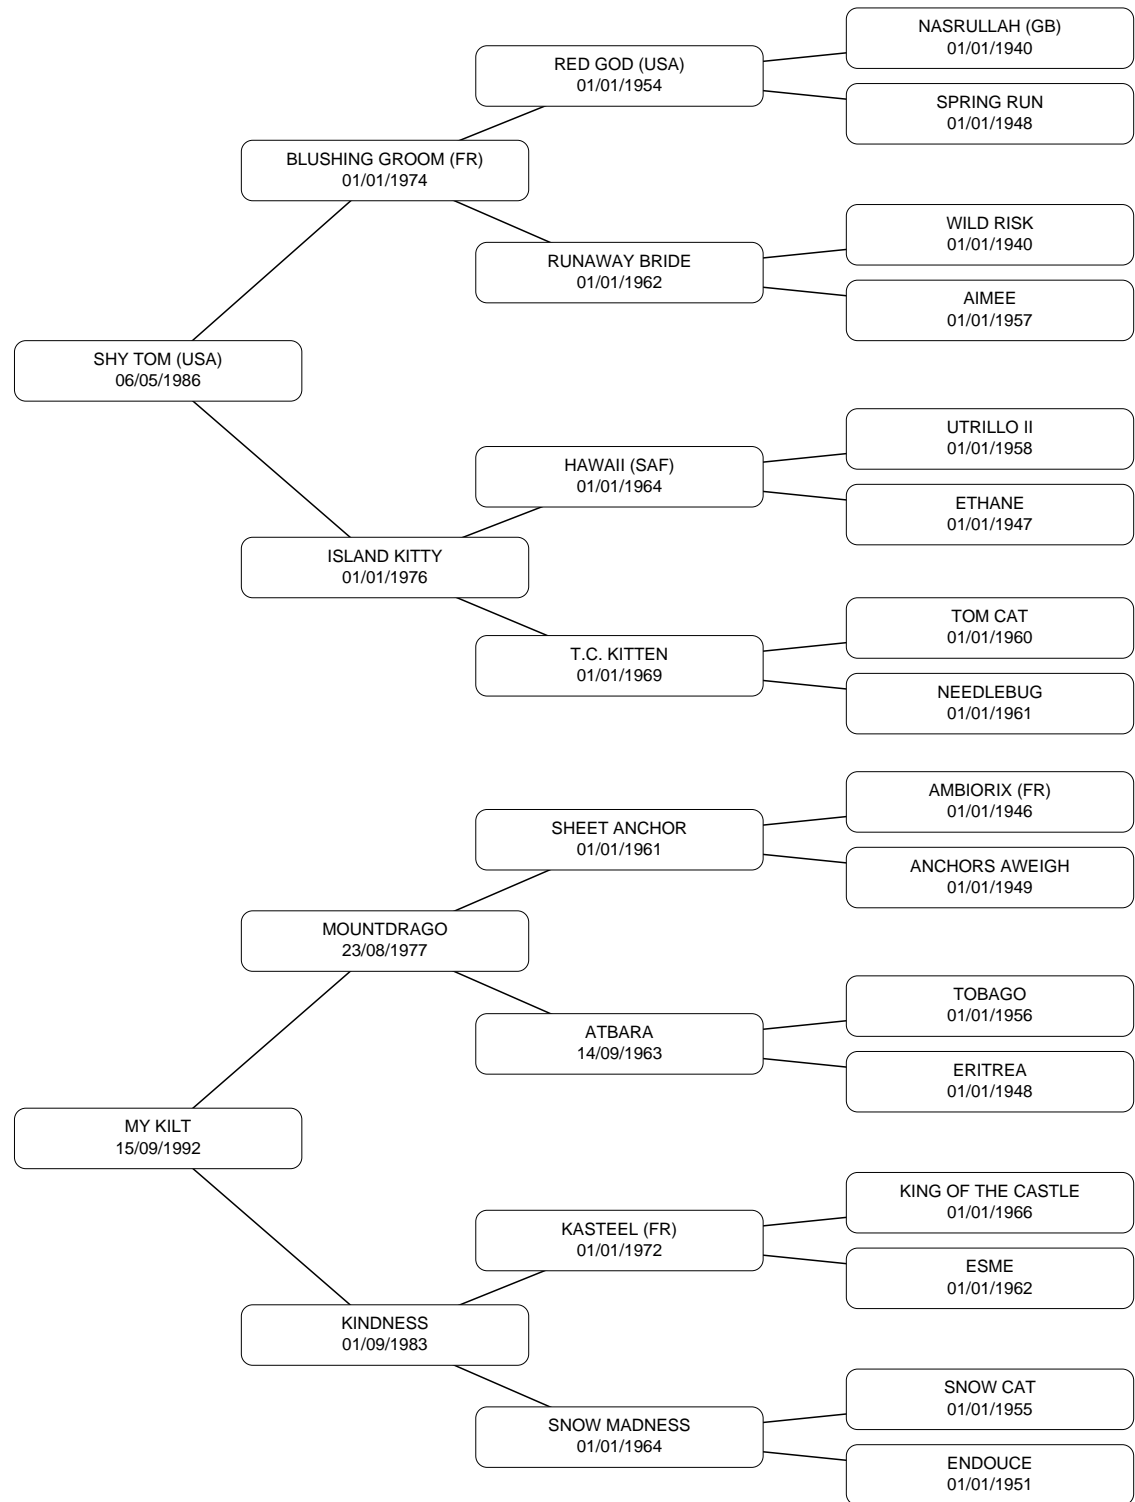 NASRULLAH (GB)
01/01/1940
RED GOD (USA)
01/01/1954
SPRING RUN
01/01/1948
BLUSHING GROOM (FR)
01/01/1974
WILD RISK
01/01/1940
RUNAWAY BRIDE
01/01/1962
AIMEE
01/01/1957
SHY TOM (USA)
06/05/1986
UTRILLO II
01/01/1958
HAWAII (SAF)
01/01/1964
ETHANE
01/01/1947
ISLAND KITTY
01/01/1976
TOM CAT
01/01/1960
T.C. KITTEN
01/01/1969
NEEDLEBUG
01/01/1961
AMBIORIX (FR)
01/01/1946
SHEET ANCHOR
01/01/1961
ANCHORS AWEIGH
01/01/1949
MOUNTDRAGO
23/08/1977
TOBAGO
01/01/1956
ATBARA
14/09/1963
ERITREA
01/01/1948
MY KILT
15/09/1992
KING OF THE CASTLE
01/01/1966
KASTEEL (FR)
01/01/1972
ESME
01/01/1962
KINDNESS
01/09/1983
SNOW CAT
01/01/1955
SNOW MADNESS
01/01/1964
ENDOUCE
01/01/1951